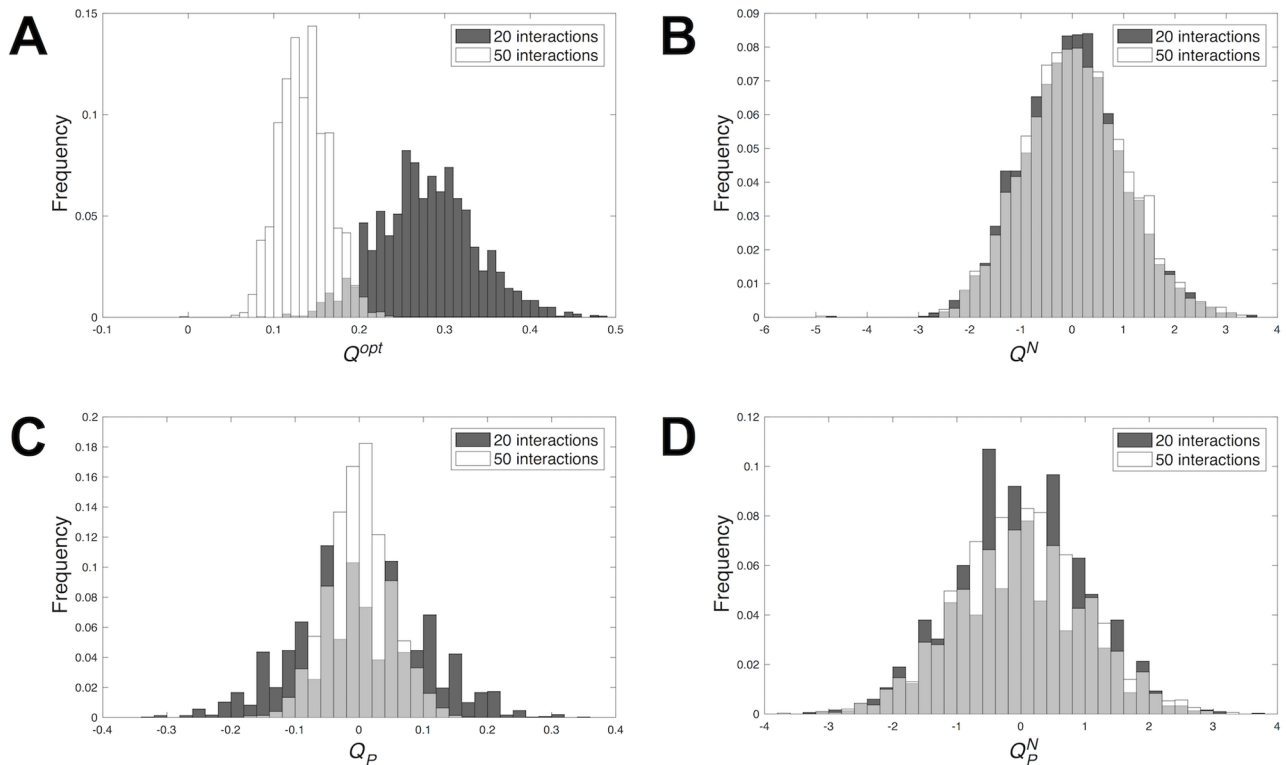 A
0.15
0.1
0.05
0
Frequency
20 interactions
50 interactions
-0.1 0 0.1 0.2 0.3 0.4 0.5
Q^opt
B
0.09
0.08
0.07
0.06
0.05
0.04
0.03
0.02
0.01
0
Frequency
20 interactions
50 interactions
-6 -5 -4 -3 -2 -1 0 1 2 3 4
Q^N
C
0.2
0.18
0.16
0.14
0.12
0.1
0.08
0.06
0.04
0.02
0
Frequency
20 interactions
50 interactions
-0.4 -0.3 -0.2 -0.1 0 0.1 0.2 0.3 0.4
Q_P
D
0.12
0.1
0.08
0.06
0.04
0.02
0
Frequency
20 interactions
50 interactions
-4 -3 -2 -1 0 1 2 3 4
Q_P^N